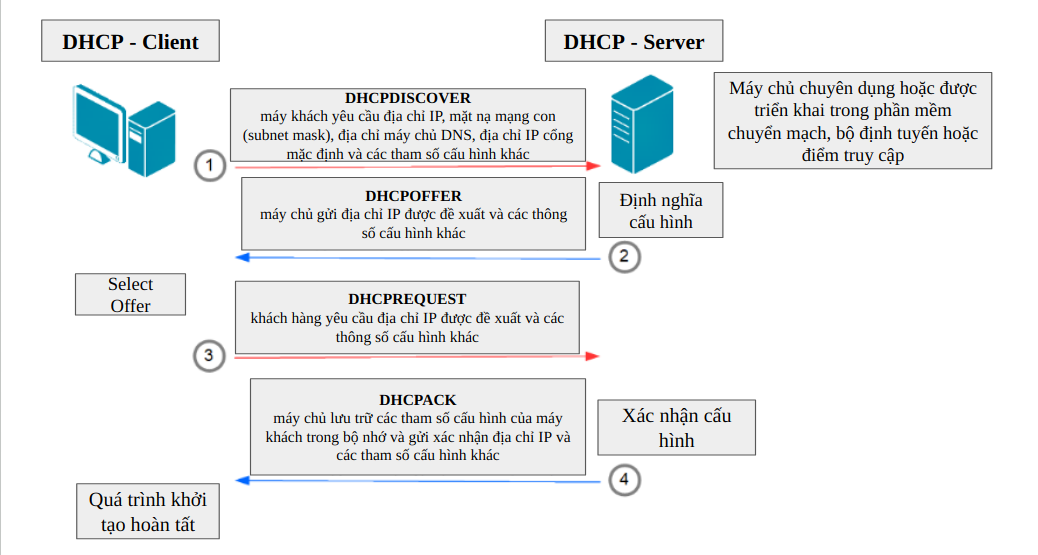 DHCP - Client
DHCP - Server
Máy chủ chuyên dụng hoặc được
triển khai trong phần mềm
chuyển mạch, bộ định tuyến hoặc
điểm truy cập
DHCPDISCOVER
máy khách yêu cầu địa chỉ IP, mặt nạ mạng con
(subnet mask), địa chỉ máy chủ DNS, địa chỉ IP cổng
mặc định và các tham số cấu hình khác
1
DHCPOFFER
máy chủ gửi địa chỉ IP được đề xuất và các thông
số cấu hình khác
Định nghĩa
cấu hình
2
Select
Offer
DHCPREQUEST
khách hàng yêu cầu địa chỉ IP được đề xuất và các
thông số cấu hình khác
3
DHCPACK
máy chủ lưu trữ các tham số cấu hình của máy
khách trong bộ nhớ và gửi xác nhận địa chỉ IP và
các tham số cấu hình khác
Xác nhận cấu
hình
4
Quá trình khởi
tạo hoàn tất